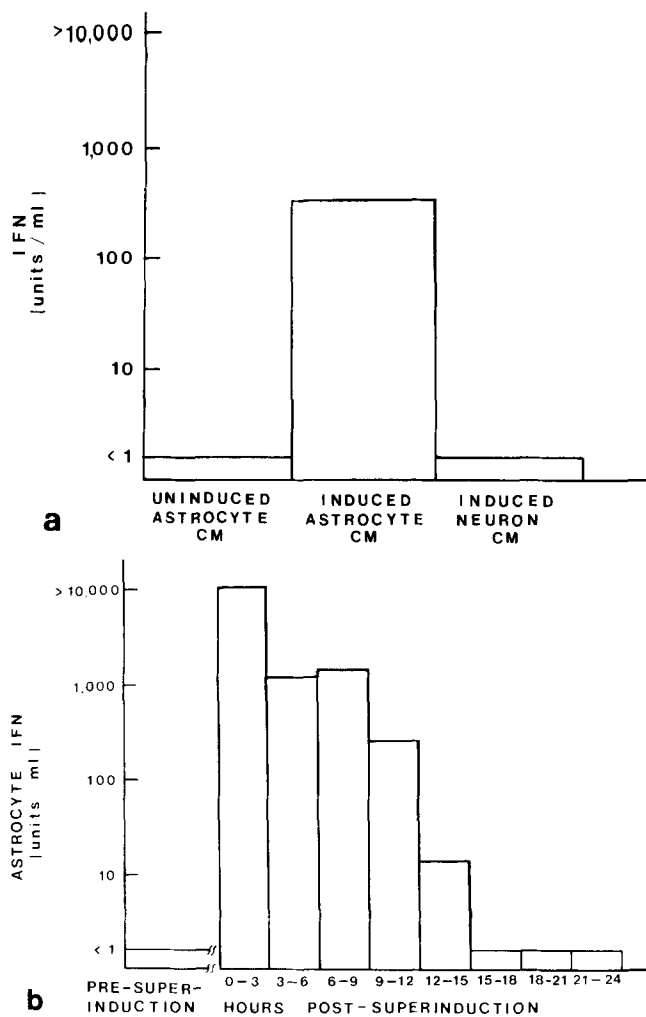 >10,000
1,000
100
10
< 1
IFN
[units / ml]
UNINDUCED
ASTROCYTE
CM
INDUCED
ASTROCYTE
CM
INDUCED
NEURON
CM
a
> 10,000
1,000
100
10
< 1
ASTROCYTE IFN
[units ml]
PRE-SUPER-
INDUCTION
0-3 3-6 6-9 9-12 12-15 15-18 18-21 21-24
HOURS POST-SUPERINDUCTION
b